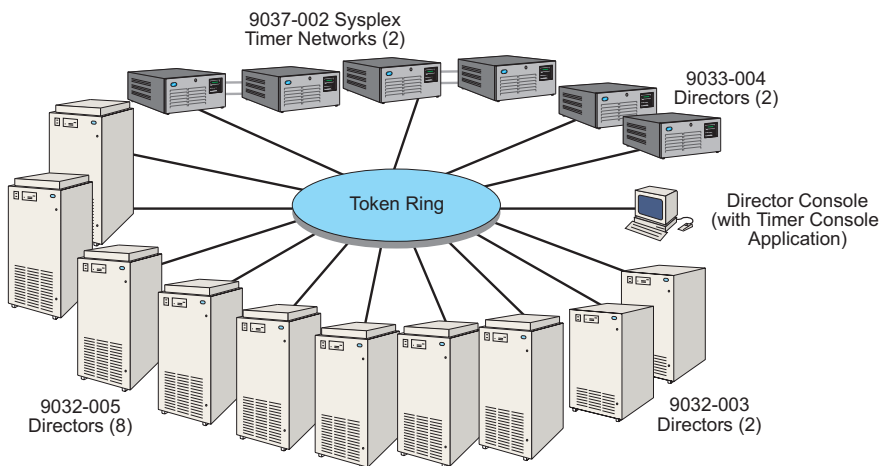 9037-002 Sysplex
Timer Networks (2)
9033-004
Directors (2)
Token Ring
Director Console
(with Timer Console
Application)
9032-005
Directors (8)
9032-003
Directors (2)